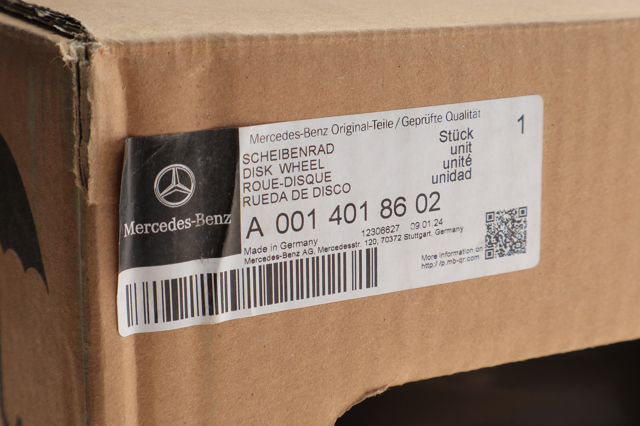 Mercedes-Benz Original-Teile/Geprüfte Qualität
SCHEIBENRAD
DISK WHEEL
ROUE-DISQUE
RUEDA DE DISCO
Stück
unit
unité
unidad
1
Mercedes-Benz
A 001 401 86 02
12306627 09.01.24
Made in Germany
Mercedes-Benz AG, Mercedesstr. 120, 70372 Stuttgart, Germany
More information on
http://p.mb-qr.com